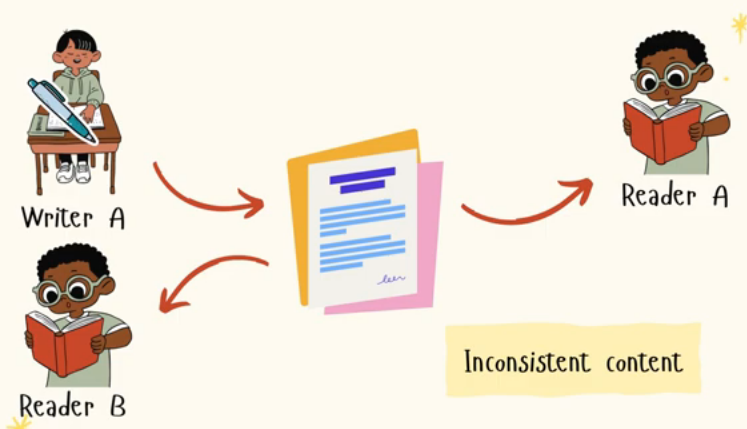 Writer A
Reader A
Reader B
Inconsistent content